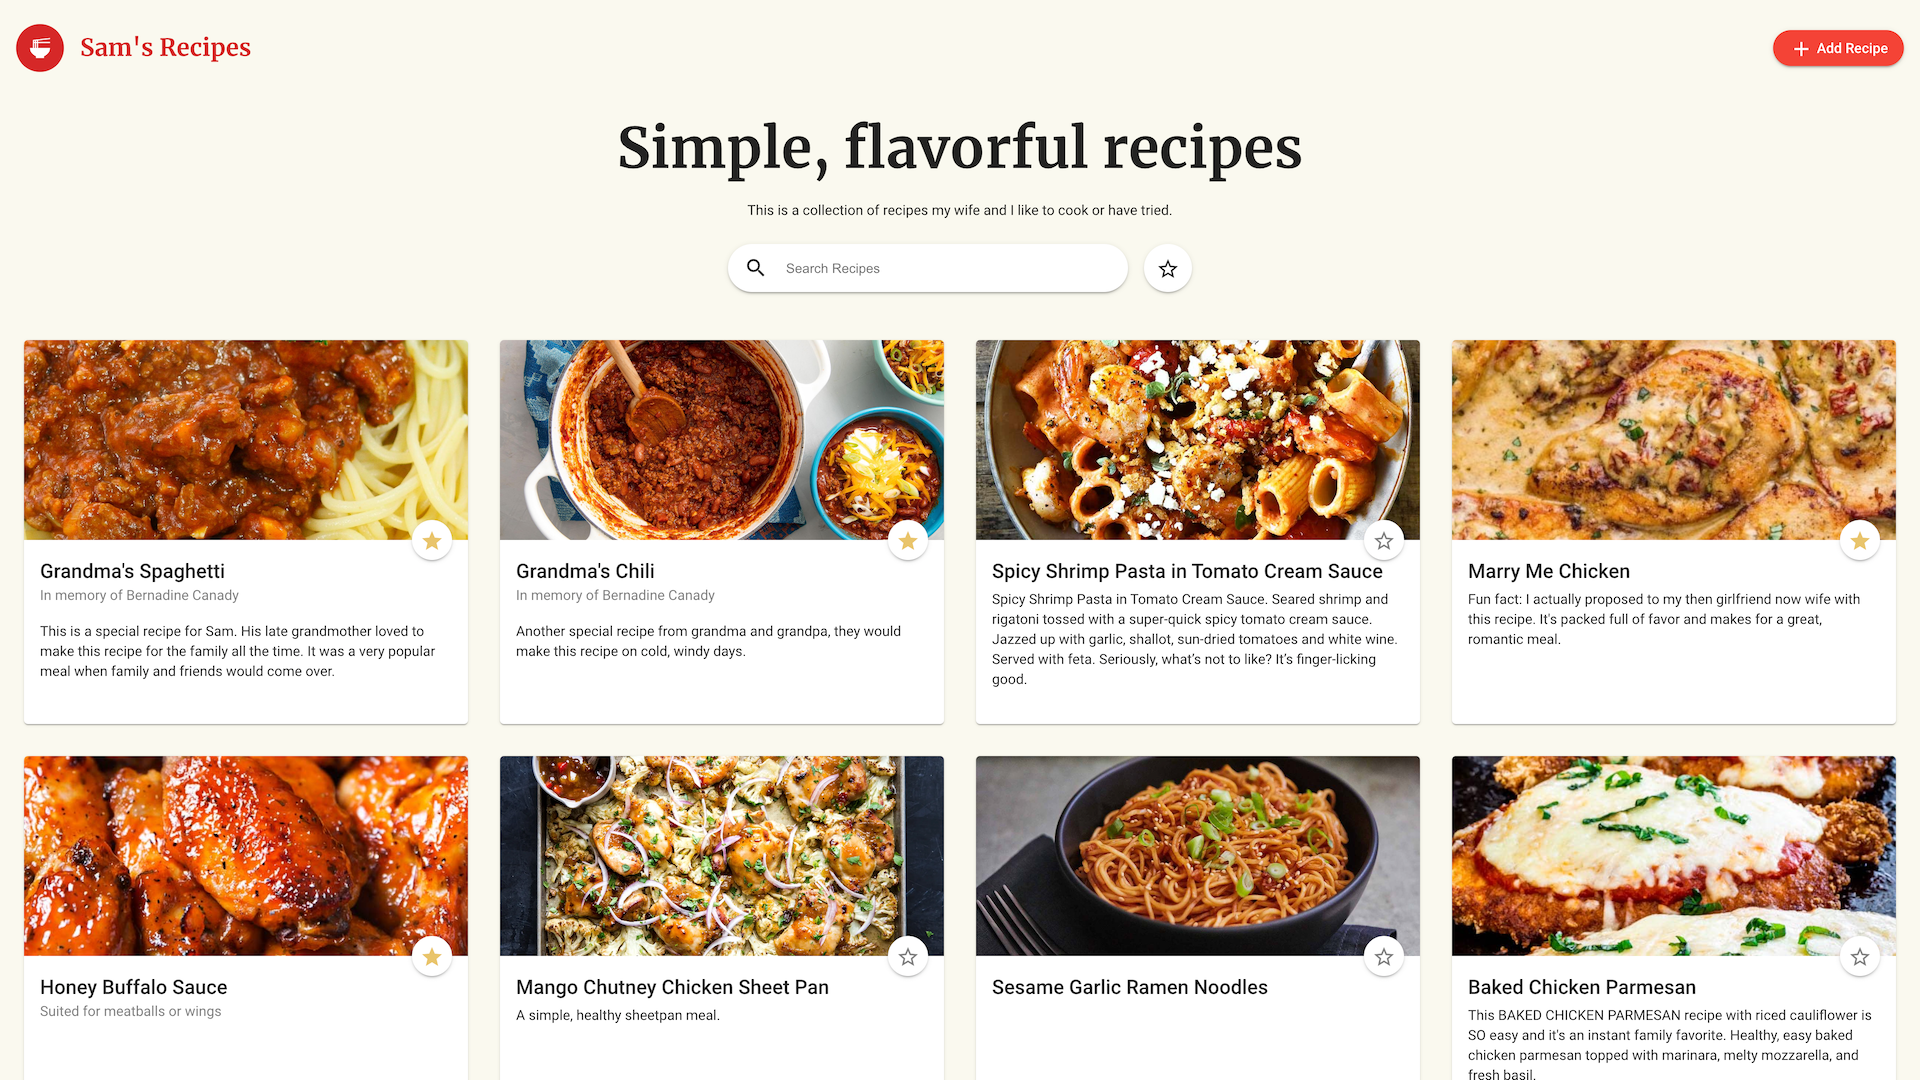 Sam's Recipes
Add Recipe
Simple, flavorful recipes
This is a collection of recipes my wife and I like to cook or have tried.
Search Recipes
Grandma's Spaghetti
In memory of Bernadine Canady
This is a special recipe for Sam. His late grandmother loved to
make this recipe for the family all the time. It was a very popular
meal when family and friends would come over.
Grandma's Chili
In memory of Bernadine Canady
Another special recipe from grandma and grandpa, they would
make this recipe on cold, windy days.
Spicy Shrimp Pasta in Tomato Cream Sauce
Spicy Shrimp Pasta in Tomato Cream Sauce. Seared shrimp and
rigatoni tossed with a super-quick spicy tomato cream sauce.
Jazzed up with garlic, shallot, sun-dried tomatoes and white wine.
Served with feta. Seriously, what’s not to like? It’s finger-licking
good.
Marry Me Chicken
Fun fact: I actually proposed to my then girlfriend now wife with
this recipe. It's packed full of favor and makes for a great,
romantic meal.
Honey Buffalo Sauce
Suited for meatballs or wings
Mango Chutney Chicken Sheet Pan
A simple, healthy sheetpan meal.
Sesame Garlic Ramen Noodles
Baked Chicken Parmesan
This BAKED CHICKEN PARMESAN recipe with riced cauliflower is
SO easy and it's an instant family favorite. Healthy, easy baked
chicken parmesan topped with marinara, melty mozzarella, and
fresh basil.